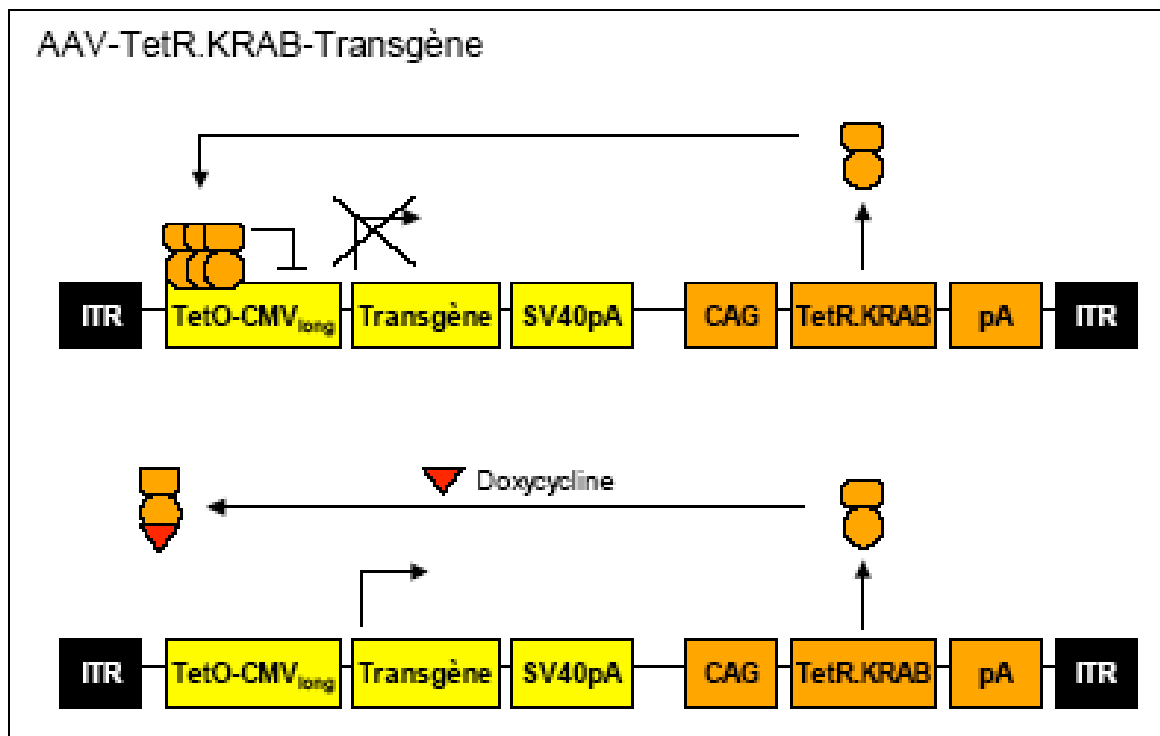 AAV-TetR.KRAB-Transgène
ITR TetO-CMVlong Transgène SV40pA CAG TetR.KRAB pA ITR
Doxycycline
ITR TetO-CMVlong Transgène SV40pA CAG TetR.KRAB pA ITR